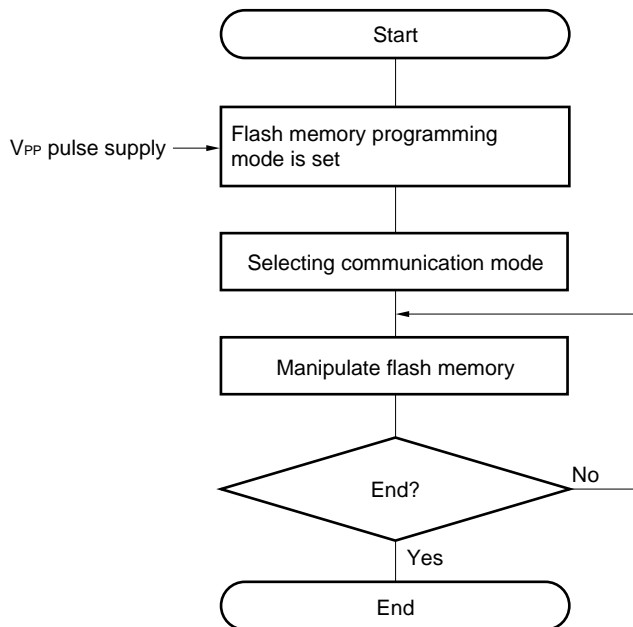 Start
VPP pulse supply
Flash memory programming
mode is set
Selecting communication mode
Manipulate flash memory
End?
No
Yes
End